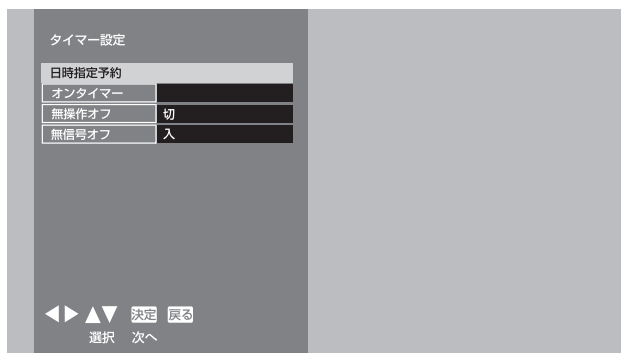 タイマー設定
日時指定予約
オンタイマー
無操作オフ 切
無信号オフ 入
決定 戻る
選択 次へ